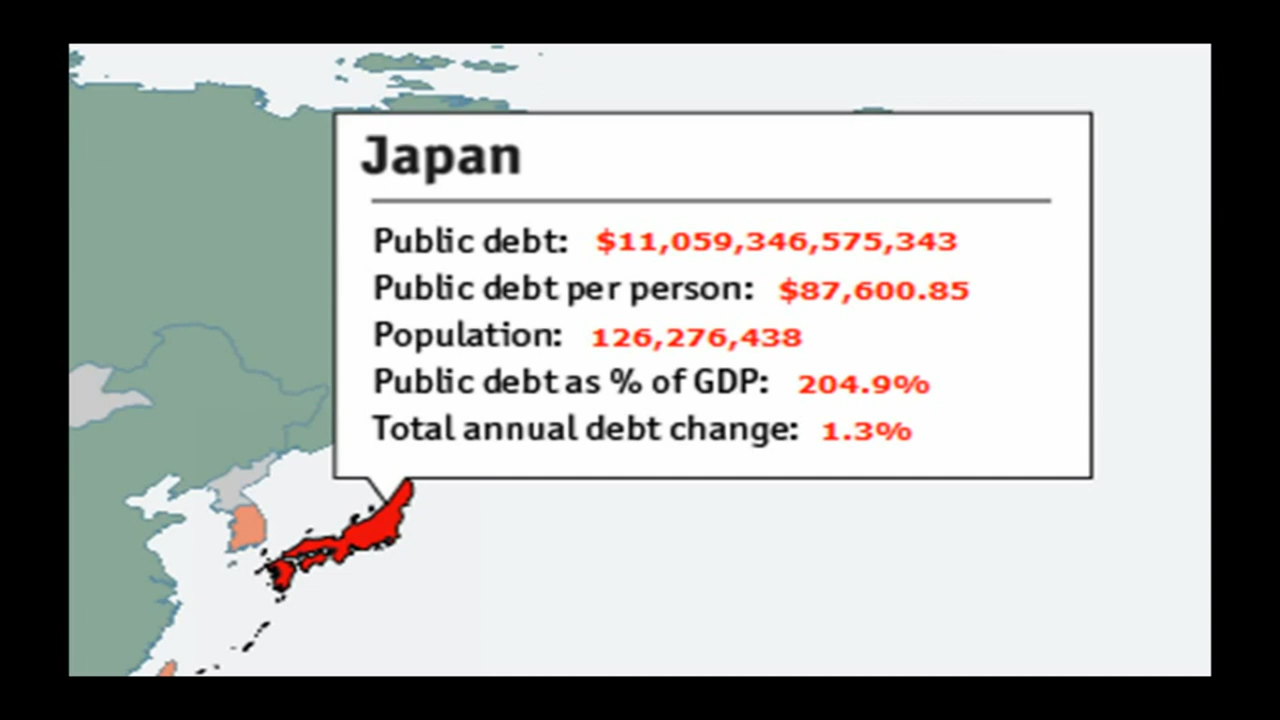 Japan
Public debt: $11,059,346,575,343
Public debt per person: $87,600.85
Population: 126,276,438
Public debt as % of GDP: 204.9%
Total annual debt change: 1.3%